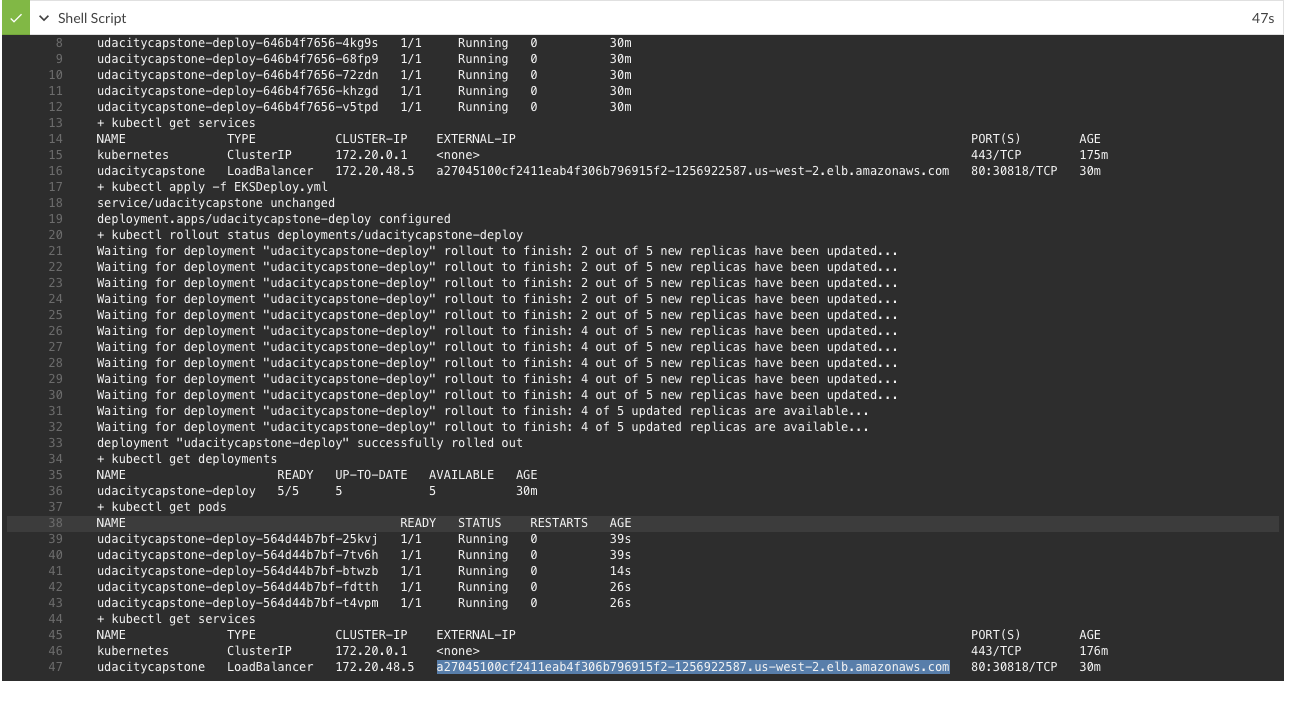 Shell Script 47s
8 udacitycapstone-deploy-646b4f7656-4kg9s 1/1 Running 0 30m
9 udacitycapstone-deploy-646b4f7656-68fp9 1/1 Running 0 30m
10 udacitycapstone-deploy-646b4f7656-72zdn 1/1 Running 0 30m
11 udacitycapstone-deploy-646b4f7656-khzgd 1/1 Running 0 30m
12 udacitycapstone-deploy-646b4f7656-v5tpd 1/1 Running 0 30m
13 + kubectl get services
14 NAME TYPE CLUSTER-IP EXTERNAL-IP PORT(S) AGE
15 kubernetes ClusterIP 172.20.0.1 <none> 443/TCP 175m
16 udacitycapstone LoadBalancer 172.20.48.5 a27045100cf2411eab4f306b796915f2-1256922587.us-west-2.elb.amazonaws.com 80:30818/TCP 30m
17 + kubectl apply -f EKSDeploy.yml
18 service/udacitycapstone unchanged
19 deployment.apps/udacitycapstone-deploy configured
20 + kubectl rollout status deployments/udacitycapstone-deploy
21 Waiting for deployment "udacitycapstone-deploy" rollout to finish: 2 out of 5 new replicas have been updated...
22 Waiting for deployment "udacitycapstone-deploy" rollout to finish: 2 out of 5 new replicas have been updated...
23 Waiting for deployment "udacitycapstone-deploy" rollout to finish: 2 out of 5 new replicas have been updated...
24 Waiting for deployment "udacitycapstone-deploy" rollout to finish: 2 out of 5 new replicas have been updated...
25 Waiting for deployment "udacitycapstone-deploy" rollout to finish: 2 out of 5 new replicas have been updated...
26 Waiting for deployment "udacitycapstone-deploy" rollout to finish: 4 out of 5 new replicas have been updated...
27 Waiting for deployment "udacitycapstone-deploy" rollout to finish: 4 out of 5 new replicas have been updated...
28 Waiting for deployment "udacitycapstone-deploy" rollout to finish: 4 out of 5 new replicas have been updated...
29 Waiting for deployment "udacitycapstone-deploy" rollout to finish: 4 out of 5 new replicas have been updated...
30 Waiting for deployment "udacitycapstone-deploy" rollout to finish: 4 out of 5 new replicas have been updated...
31 Waiting for deployment "udacitycapstone-deploy" rollout to finish: 4 of 5 updated replicas are available...
32 Waiting for deployment "udacitycapstone-deploy" rollout to finish: 4 of 5 updated replicas are available...
33 deployment "udacitycapstone-deploy" successfully rolled out
34 + kubectl get deployments
35 NAME READY UP-TO-DATE AVAILABLE AGE
36 udacitycapstone-deploy 5/5 5 5 30m
37 + kubectl get pods
38 NAME READY STATUS RESTARTS AGE
39 udacitycapstone-deploy-564d44b7bf-25kvj 1/1 Running 0 39s
40 udacitycapstone-deploy-564d44b7bf-7tv6h 1/1 Running 0 39s
41 udacitycapstone-deploy-564d44b7bf-btwzb 1/1 Running 0 14s
42 udacitycapstone-deploy-564d44b7bf-fdtth 1/1 Running 0 26s
43 udacitycapstone-deploy-564d44b7bf-t4vpm 1/1 Running 0 26s
44 + kubectl get services
45 NAME TYPE CLUSTER-IP EXTERNAL-IP PORT(S) AGE
46 kubernetes ClusterIP 172.20.0.1 <none> 443/TCP 176m
47 udacitycapstone LoadBalancer 172.20.48.5 a27045100cf2411eab4f306b796915f2-1256922587.us-west-2.elb.amazonaws.com 80:30818/TCP 30m